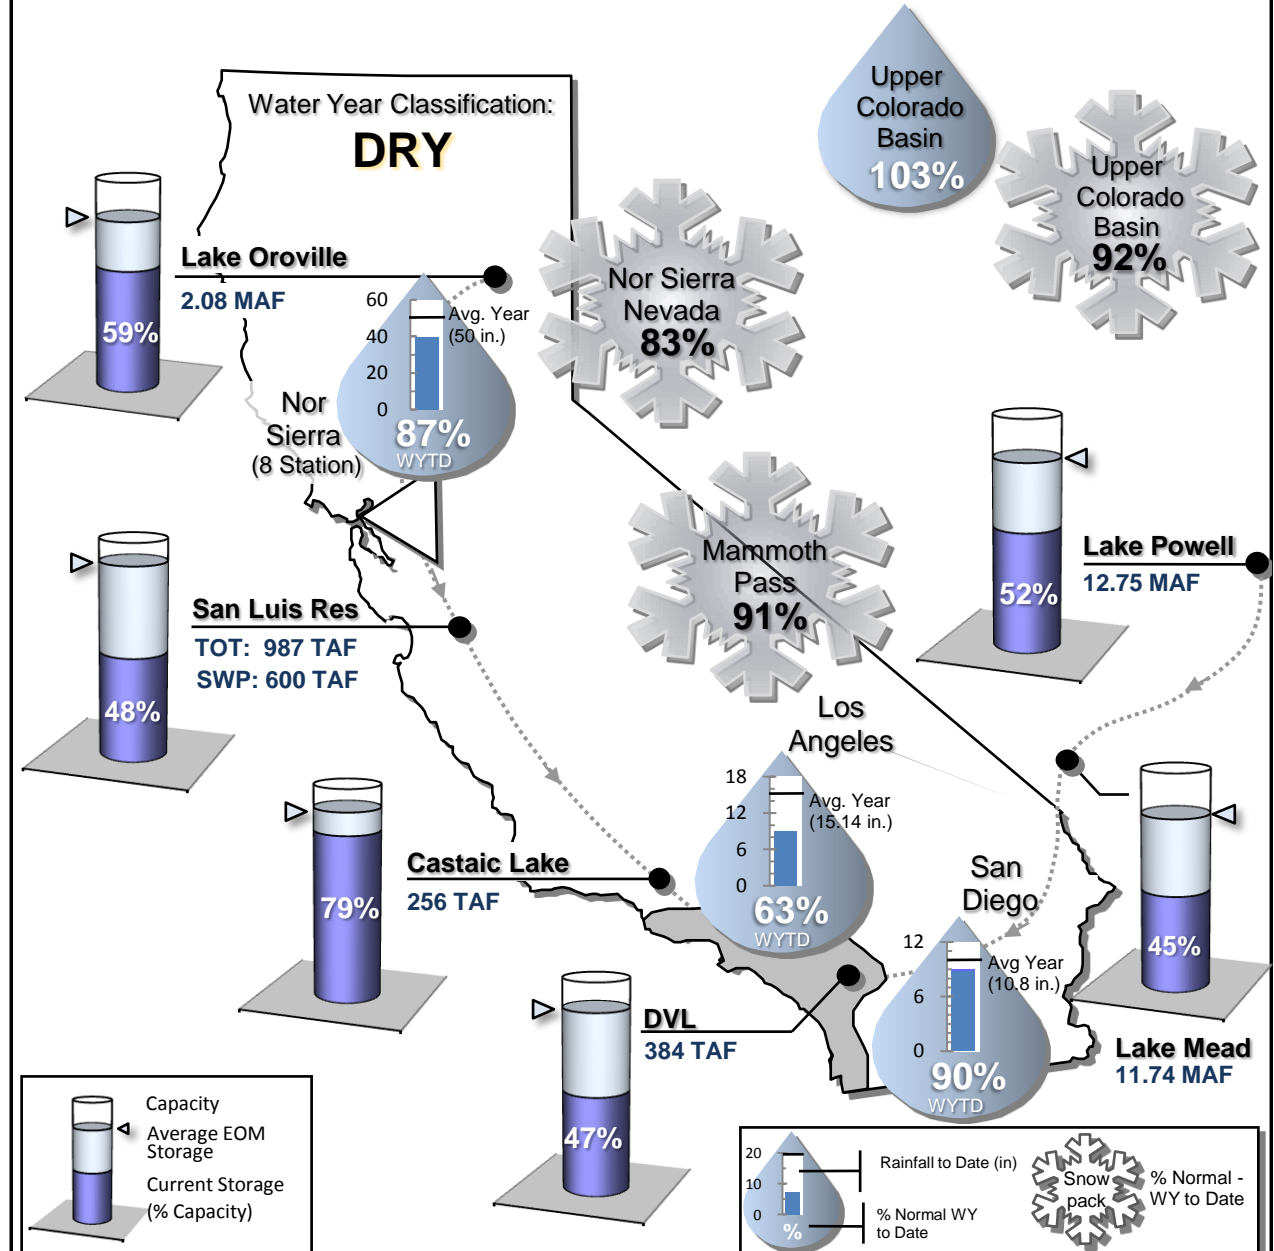 Water Year Classification:
DRY
Upper
Colorado
Basin
103%
Upper
Colorado
Basin
92%
Lake Oroville
2.08 MAF
59%
60
40
20
0
Avg. Year
(50 in.)
87%
WYTD
Nor
Sierra
(8 Station)
Nor Sierra
Nevada
83%
Mammoth
Pass
91%
Lake Powell
12.75 MAF
52%
San Luis Res
TOT: 987 TAF
SWP: 600 TAF
48%
Los
Angeles
18
12
6
0
Avg. Year
(15.14 in.)
63%
WYTD
Castaic Lake
256 TAF
79%
San
Diego
12
6
0
Avg Year
(10.8 in.)
90%
WYTD
45%
Lake Mead
11.74 MAF
DVL
384 TAF
47%
Capacity
Average EOM
Storage
Current Storage
(% Capacity)
20
10
0
%
Rainfall to Date (in)
% Normal WY
to Date
Snow
pack
% Normal -
WY to Date